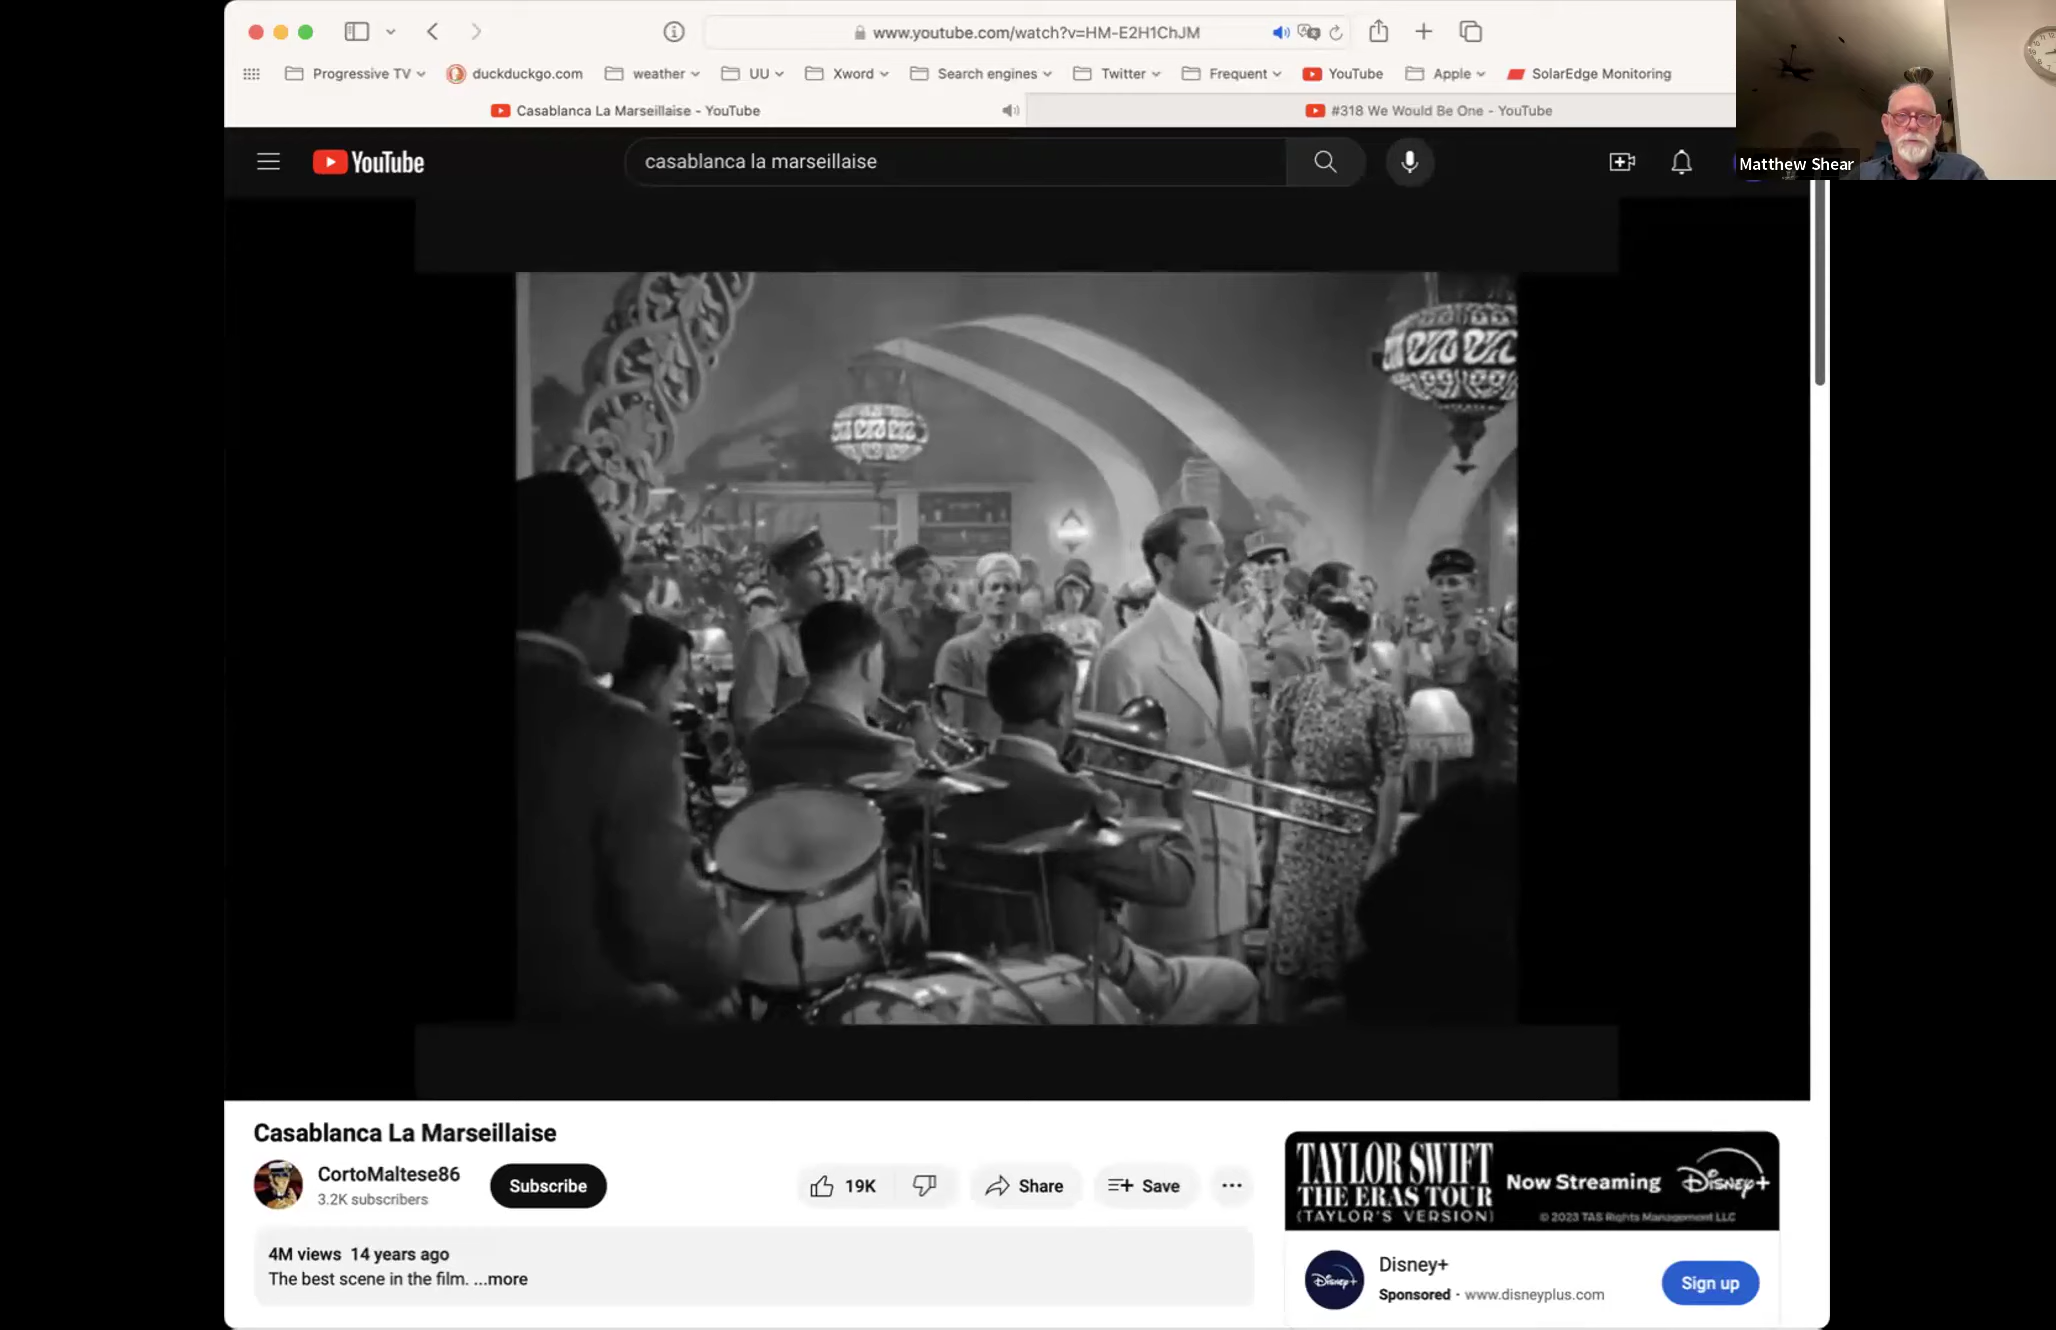 www.youtube.com/watch?v=HM-E2H1ChJM
Progressive TV
duckduckgo.com
weather
UU
Xword
Search engines
Twitter
Frequent
YouTube
Apple
SolarEdge Monitoring
Casablanca La Marseillaise - YouTube
#318 We Would Be One - YouTube
YouTube
casablanca la marseillaise
Matthew Shear
Casablanca La Marseillaise
CortoMaltese86
3.2K subscribers
Subscribe
19K
Share
Save
4M views 14 years ago
The best scene in the film. ...more
TAYLOR SWIFT
THE ERAS TOUR
(TAYLOR'S VERSION)
Now Streaming
Disney+
© 2023 TAS Rights Management LLC
Disney+
Disney+
Sponsored · www.disneyplus.com
Sign up